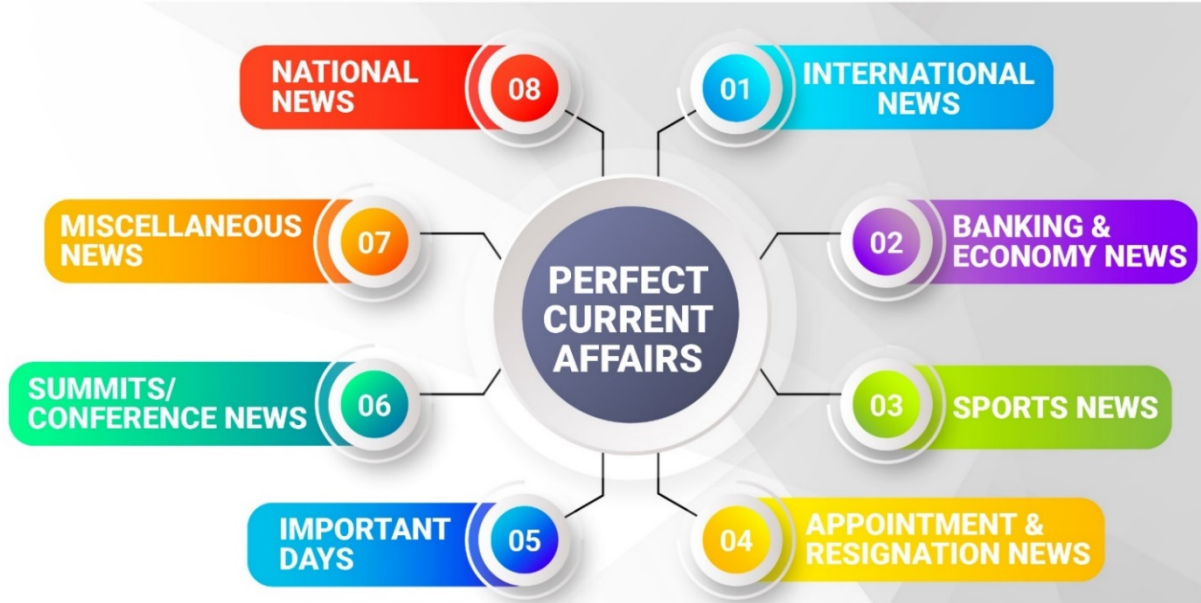 PERFECT
CURRENT
AFFAIRS
01
INTERNATIONAL
NEWS
02
BANKING &
ECONOMY NEWS
03
SPORTS NEWS
04
APPOINTMENT &
RESIGNATION NEWS
05
IMPORTANT
DAYS
06
SUMMITS/
CONFERENCE NEWS
07
MISCELLANEOUS
NEWS
08
NATIONAL
NEWS